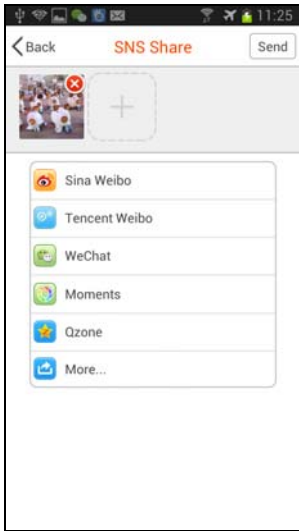 11:25
Back
SNS Share
Send
Sina Weibo
Tencent Weibo
WeChat
Moments
Qzone
More...